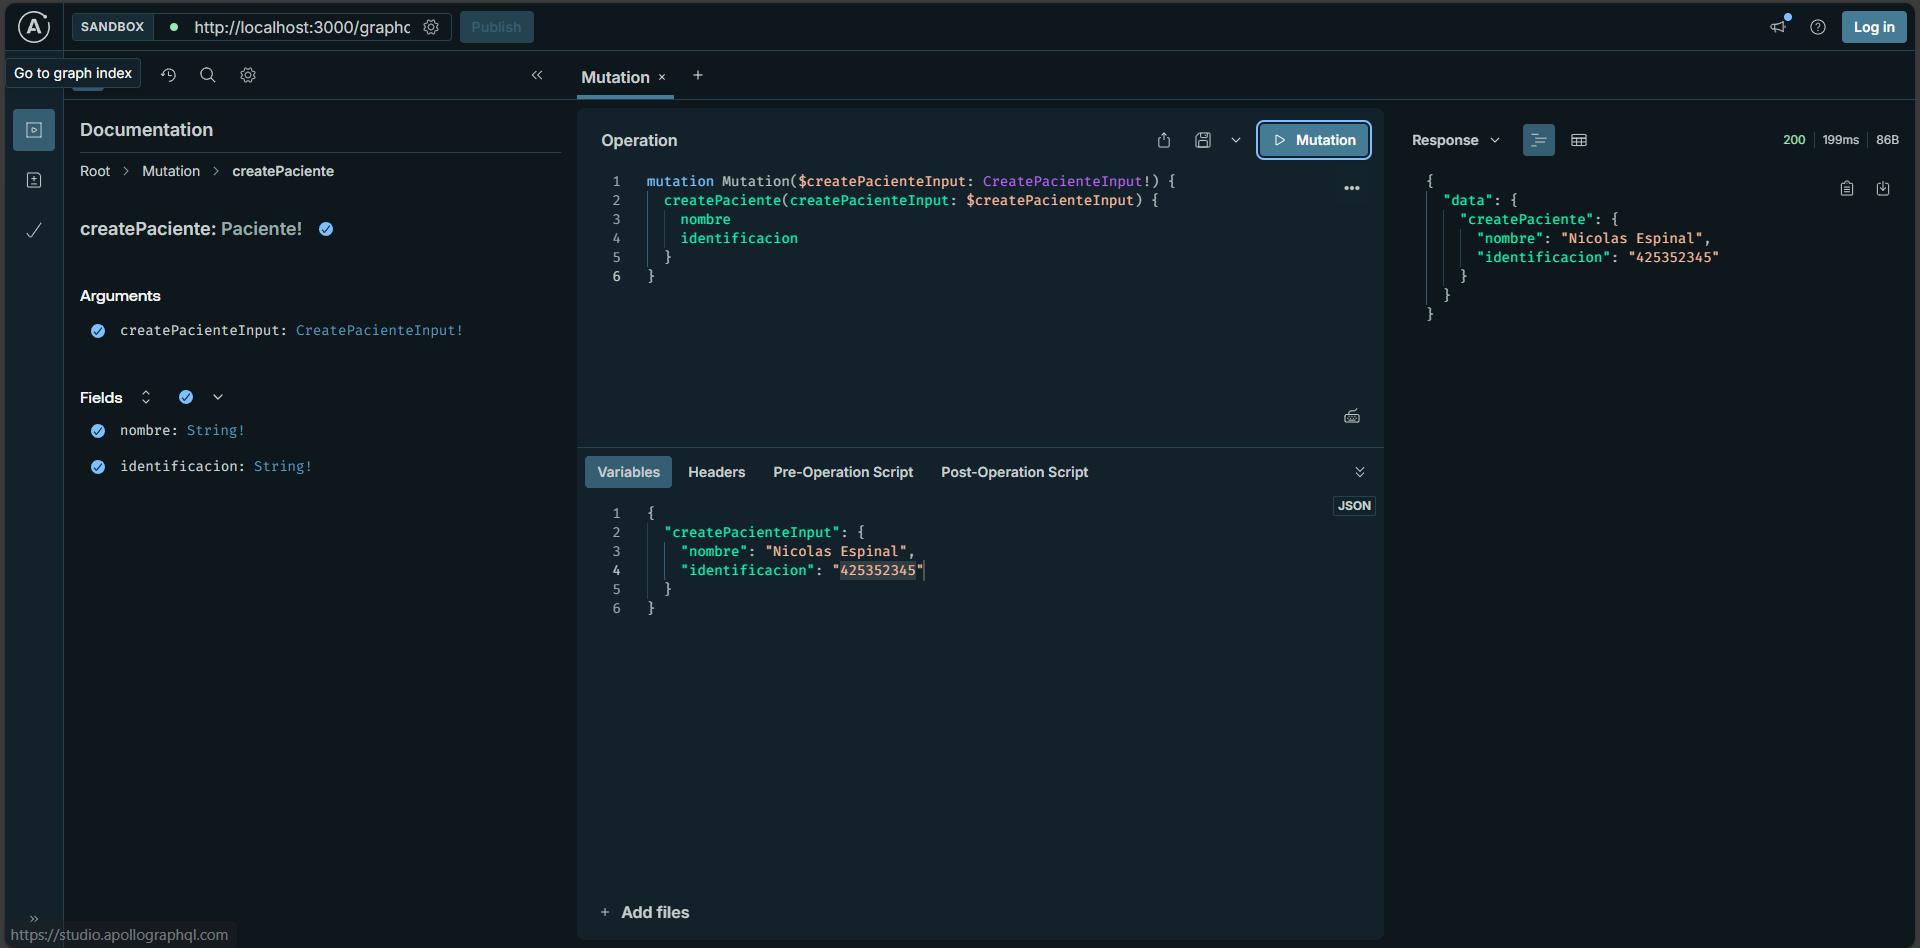 SANDBOX http://localhost:3000/graphc Publish Log in
Go to graph index
Mutation
Documentation
Root > Mutation > createPaciente
createPaciente: Paciente!
Arguments
createPacienteInput: CreatePacienteInput!
Fields
nombre: String!
identificacion: String!
Operation
Mutation
1 mutation Mutation($createPacienteInput: CreatePacienteInput!) {
2 createPaciente(createPacienteInput: $createPacienteInput) {
3 nombre
4 identificacion
5 }
6 }
Variables Headers Pre-Operation Script Post-Operation Script
JSON
1 {
2 "createPacienteInput": {
3 "nombre": "Nicolas Espinal",
4 "identificacion": "425352345"
5 }
6 }
+ Add files
Response 200 199ms 86B
{
"data": {
"createPaciente": {
"nombre": "Nicolas Espinal",
"identificacion": "425352345"
}
}
}
https://studio.apollographql.com